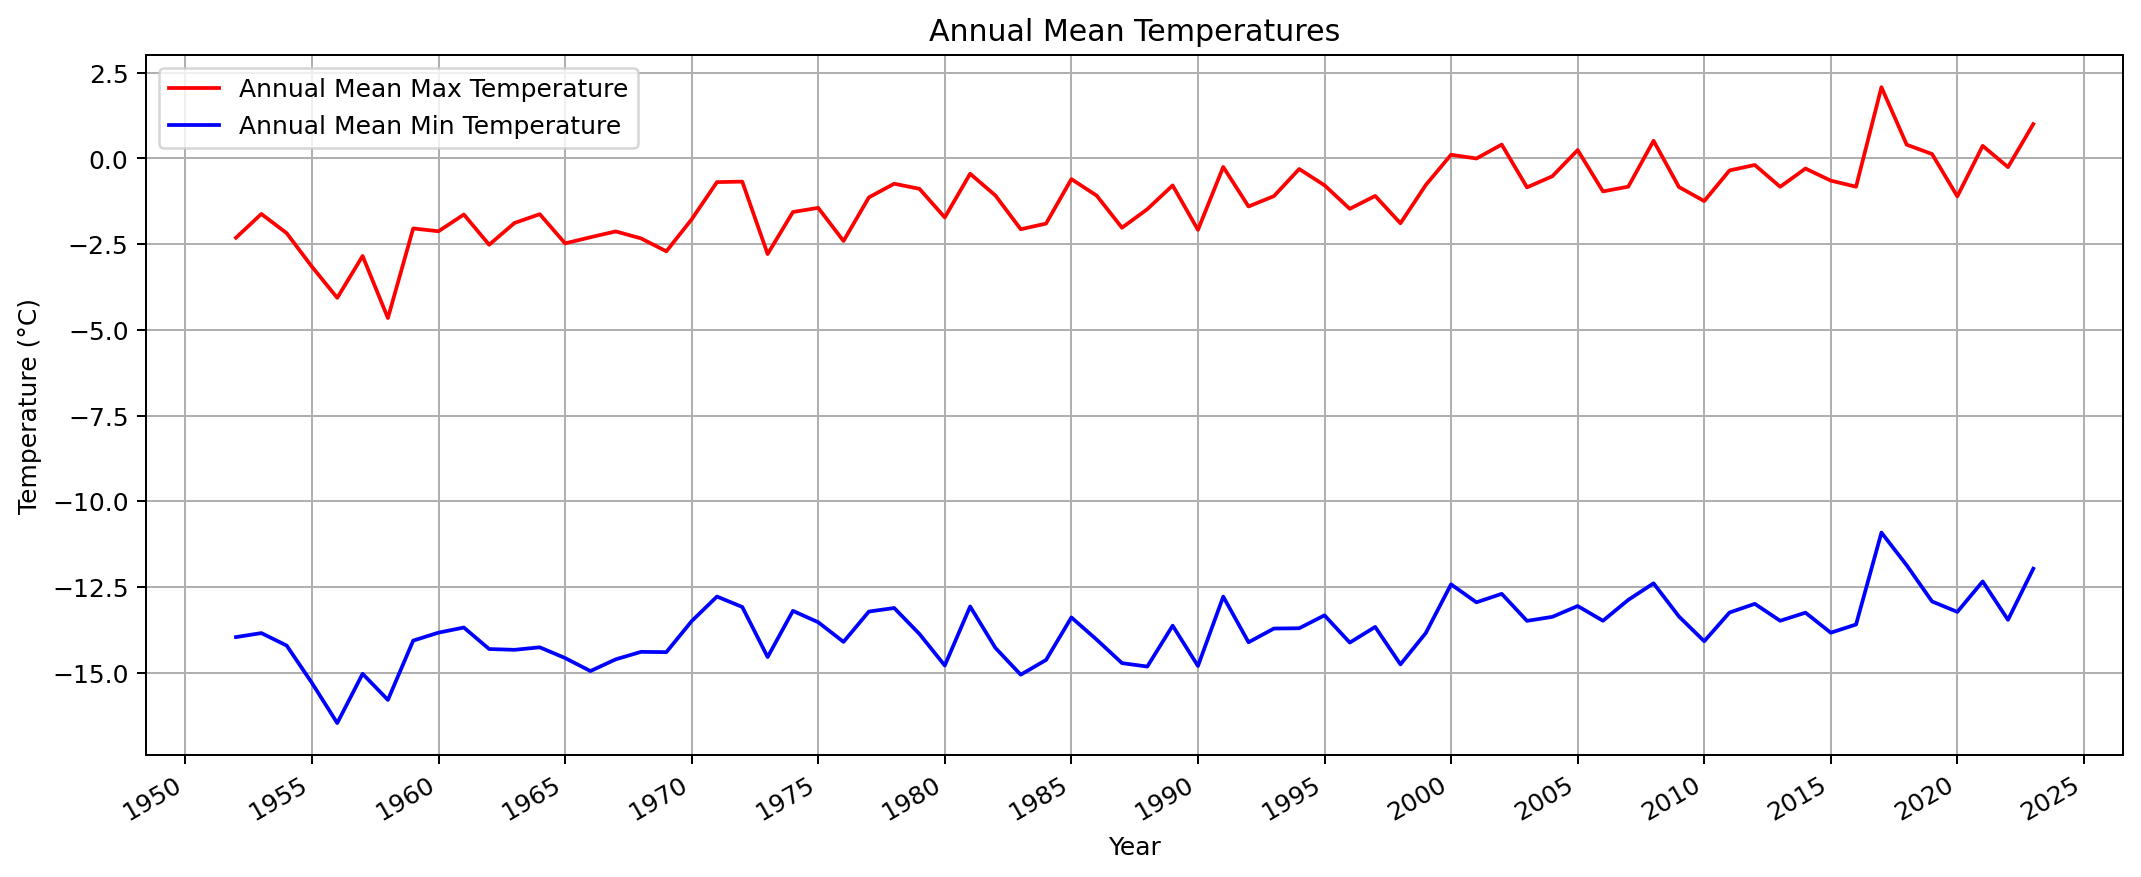 Annual Mean Temperatures
Annual Mean Max Temperature
Annual Mean Min Temperature
Temperature (°C)
2.5
0.0
−2.5
−5.0
−7.5
−10.0
−12.5
−15.0
1950 1955 1960 1965 1970 1975 1980 1985 1990 1995 2000 2005 2010 2015 2020 2025
Year